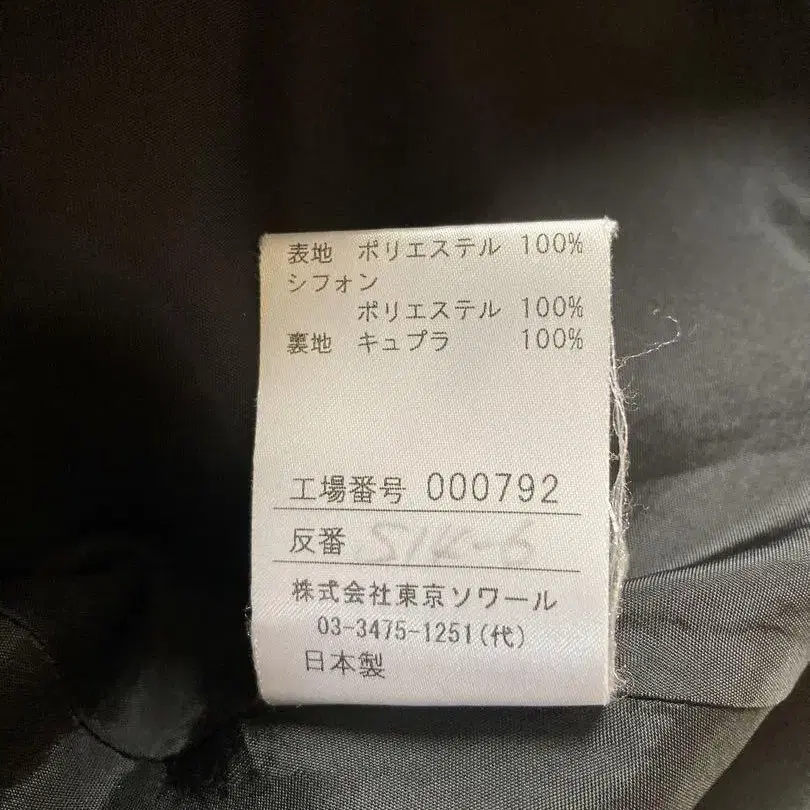 表地 ポリエステル 100%
シフォン
ポリエステル 100%
裏地 キュプラ 100%
工場番号 000792
反番
株式会社東京ソワール
03-3475-1251(代)
日本製